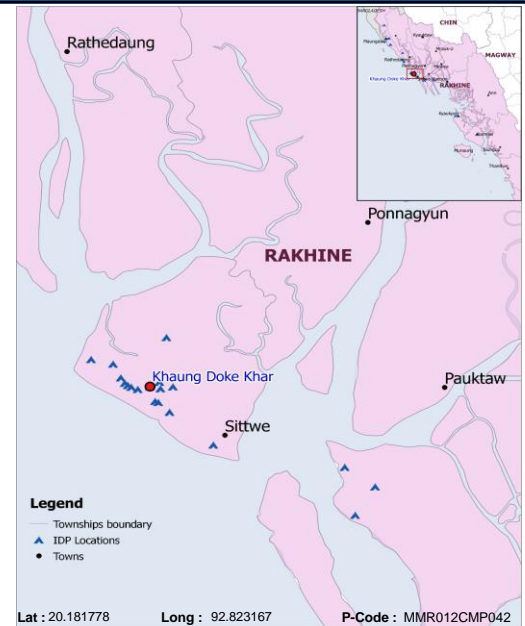 Rathedaung
CHIN
MAGWAY
RAKHINE
Khaung Doke Khar
Ponnagyun
RAKHINE
Khaung Doke Khar
Pauktaw
Sittwe
Legend
Townships boundary
IDP Locations
Towns
Lat : 20.181778 Long : 92.823167 P-Code : MMR012CMP042